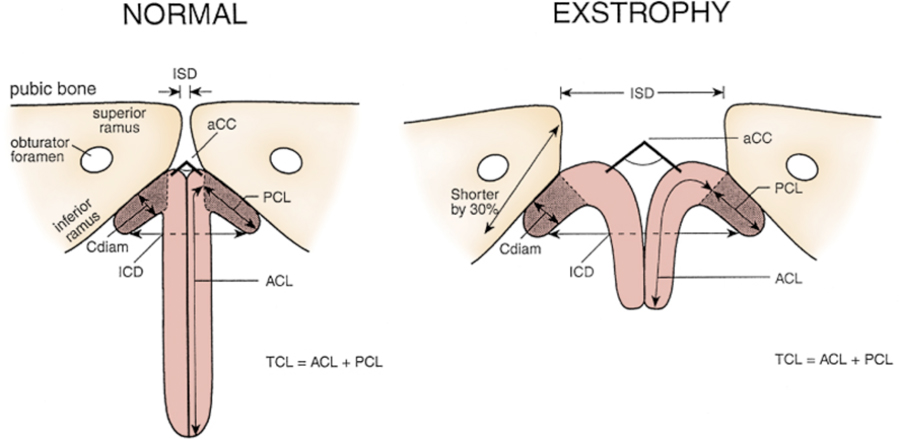 NORMAL
ISD
pubic bone
superior
ramus
aCC
obturator
foramen
PCL
inferior
ramus
Cdiam
ICD
ACL
TCL = ACL + PCL
EXSTROPHY
ISD
aCC
Shorter
by 30%
PCL
Cdiam
ICD
ACL
TCL = ACL + PCL